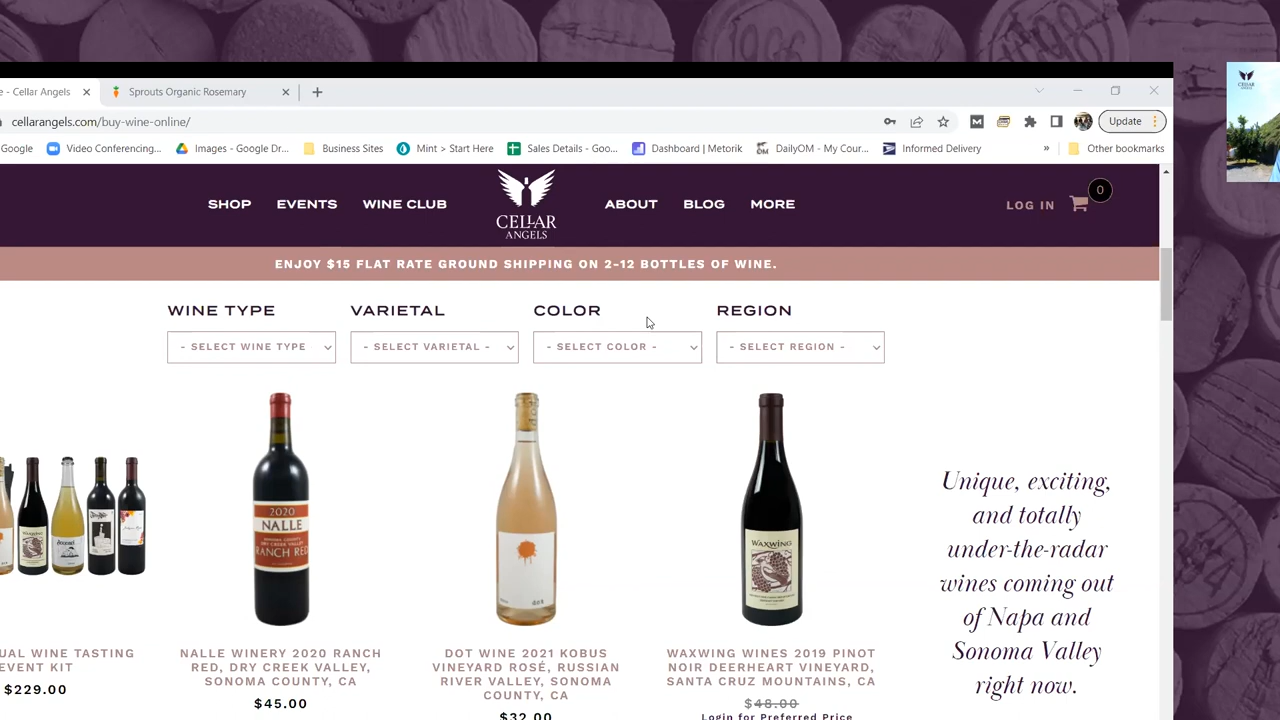 e - Cellar Angels
Sprouts Organic Rosemary
cellarangels.com/buy-wine-online/
Update
Google
Video Conferencing...
Images - Google Dr...
Business Sites
Mint > Start Here
Sales Details - Goo...
Dashboard | Metorik
DailyOM - My Cour...
Informed Delivery
»
Other bookmarks
SHOP
EVENTS
WINE CLUB
CELLAR
ANGELS
ABOUT
BLOG
MORE
LOG IN
0
ENJOY $15 FLAT RATE GROUND SHIPPING ON 2-12 BOTTLES OF WINE.
WINE TYPE
VARIETAL
COLOR
REGION
- SELECT WINE TYPE
- SELECT VARIETAL -
- SELECT COLOR -
- SELECT REGION -
2020
NALLE
DRY CREEK VALLEY
RANCH RED
WAXWING
Unique, exciting,
and totally
under-the-radar
wines coming out
of Napa and
Sonoma Valley
right now.
UAL WINE TASTING
EVENT KIT
$229.00
NALLE WINERY 2020 RANCH
RED, DRY CREEK VALLEY,
SONOMA COUNTY, CA
$45.00
DOT WINE 2021 KOBUS
VINEYARD ROSÉ, RUSSIAN
RIVER VALLEY, SONOMA
COUNTY, CA
$32.00
WAXWING WINES 2019 PINOT
NOIR DEERHEART VINEYARD,
SANTA CRUZ MOUNTAINS, CA
$48.00
Login for Preferred Price